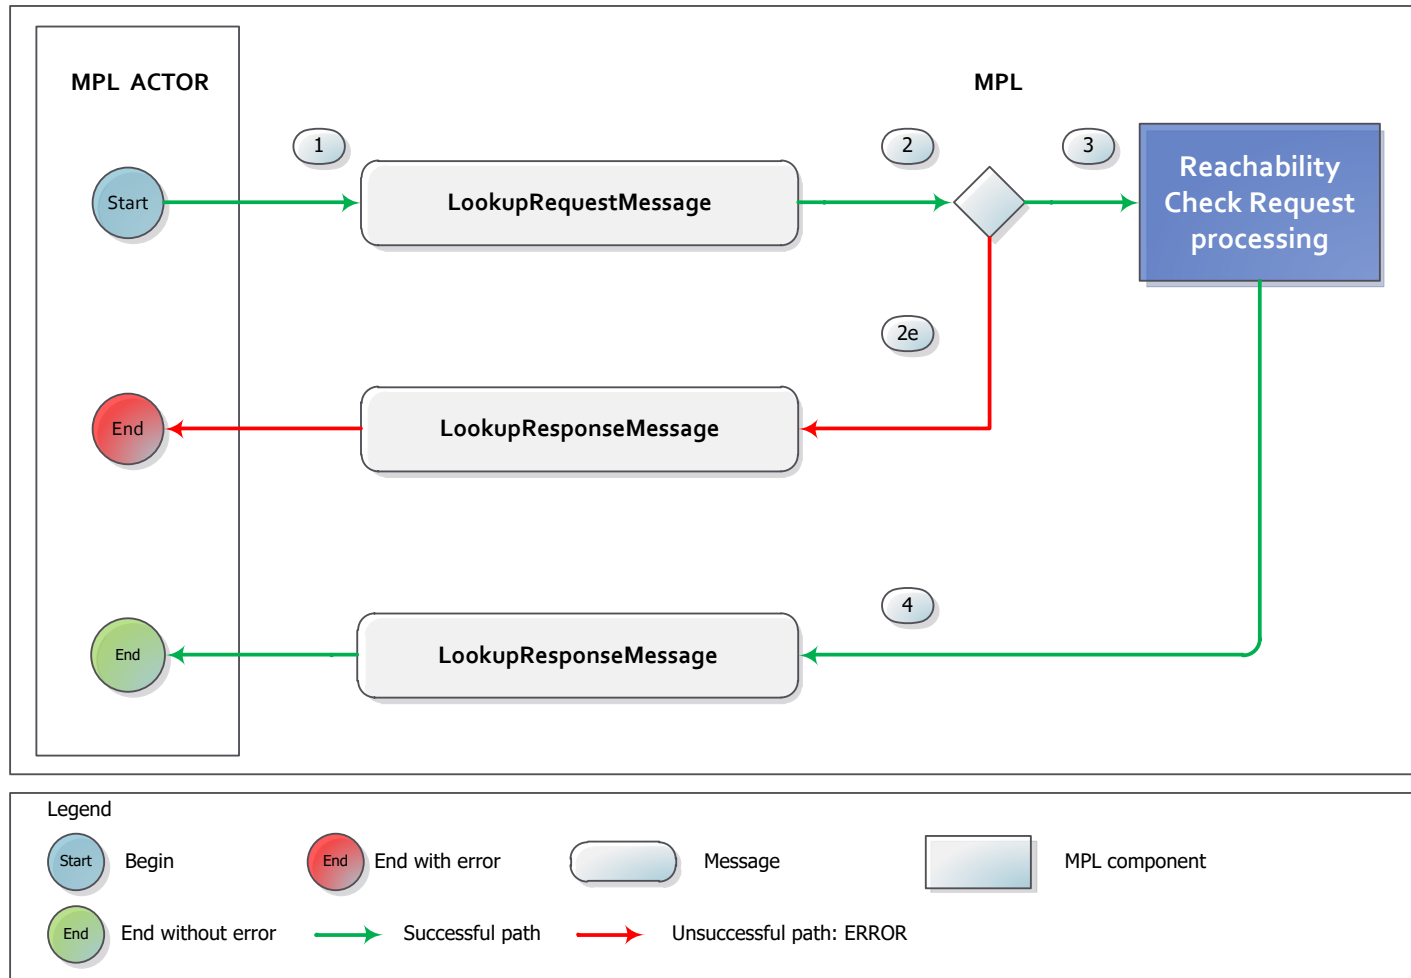 MPL ACTOR
MPL
1
2
3
Start
LookupRequestMessage
Reachability
Check Request
processing
2e
End
LookupResponseMessage
4
End
LookupResponseMessage
Legend
Start
Begin
End
End with error
Message
MPL component
End
End without error
Successful path
Unsuccessful path: ERROR